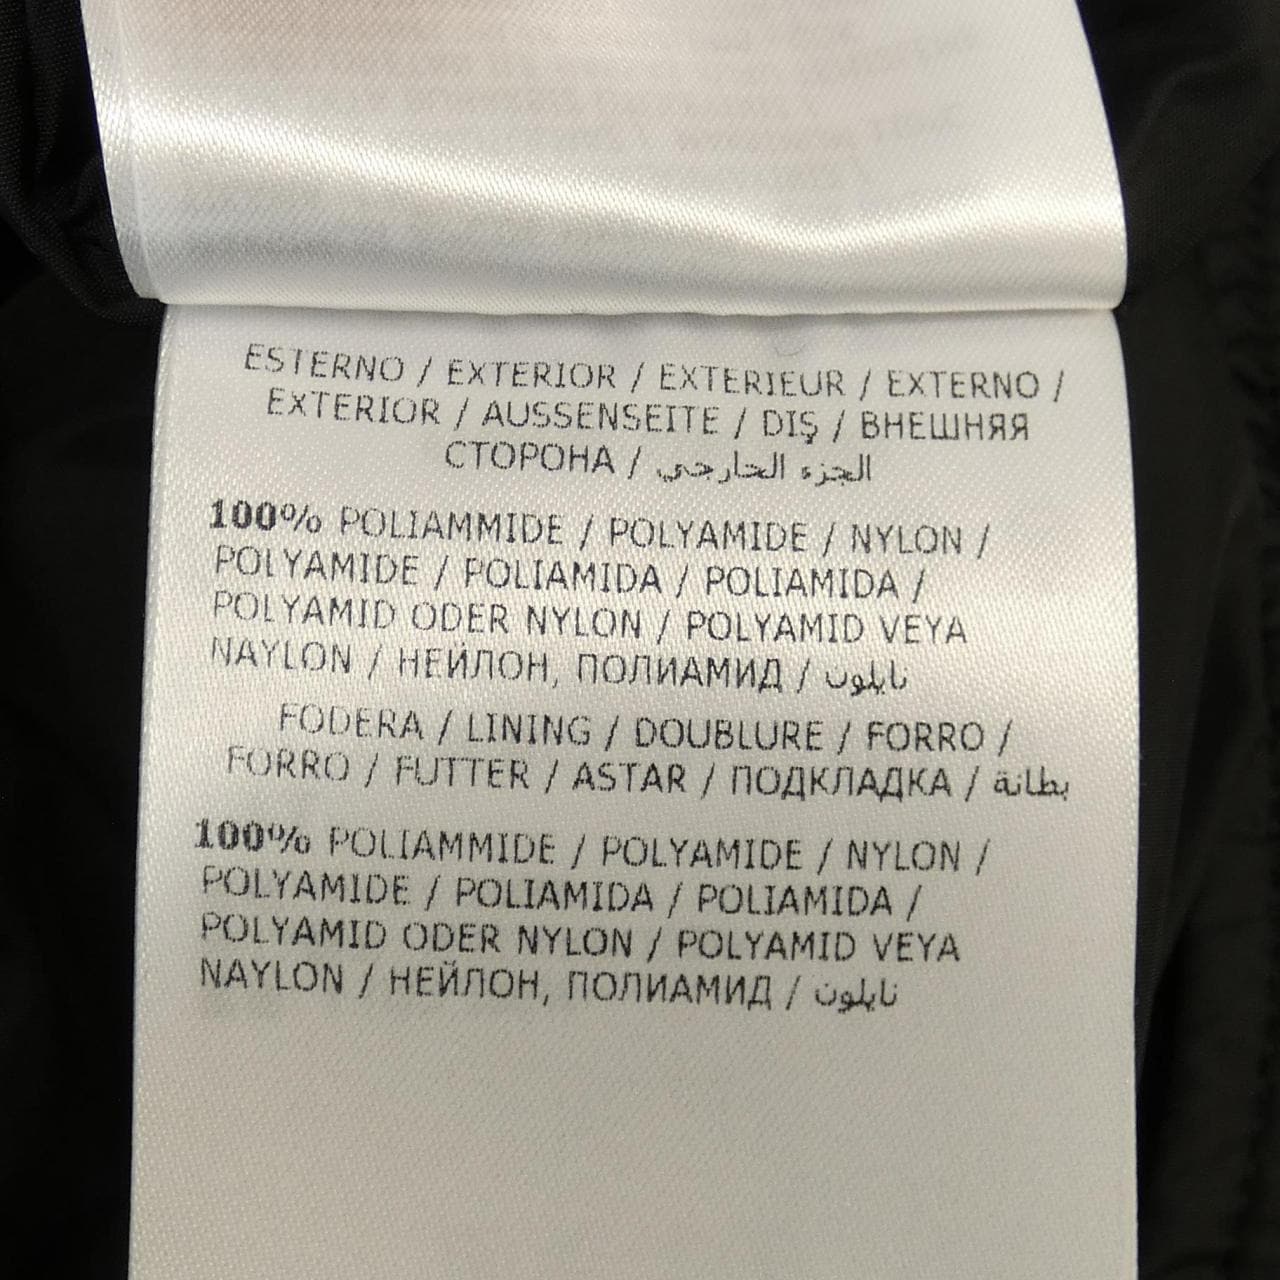 ESTERNO / EXTERIOR / EXTERIEUR / EXTERNO /
EXTERIOR / AUSSENSEITE / DIŞ / ВНЕШНЯЯ
СТОРОНА / الجزء الخارجي
100% POLIAMMIDE / POLYAMIDE / NYLON /
POLYAMIDE / POLIAMIDA / POLIAMIDA /
POLYAMID ODER NYLON / POLYAMID VEYA
NAYLON / НЕЙЛОН, ПОЛИАМИД / نايلون
FODERA / LINING / DOUBLURE / FORRO /
FORRO / FUTTER / ASTAR / ПОДКЛАДКА / بطانة
100% POLIAMMIDE / POLYAMIDE / NYLON /
POLYAMIDE / POLIAMIDA / POLIAMIDA /
POLYAMID ODER NYLON / POLYAMID VEYA
NAYLON / НЕЙЛОН, ПОЛИАМИД / نايلون